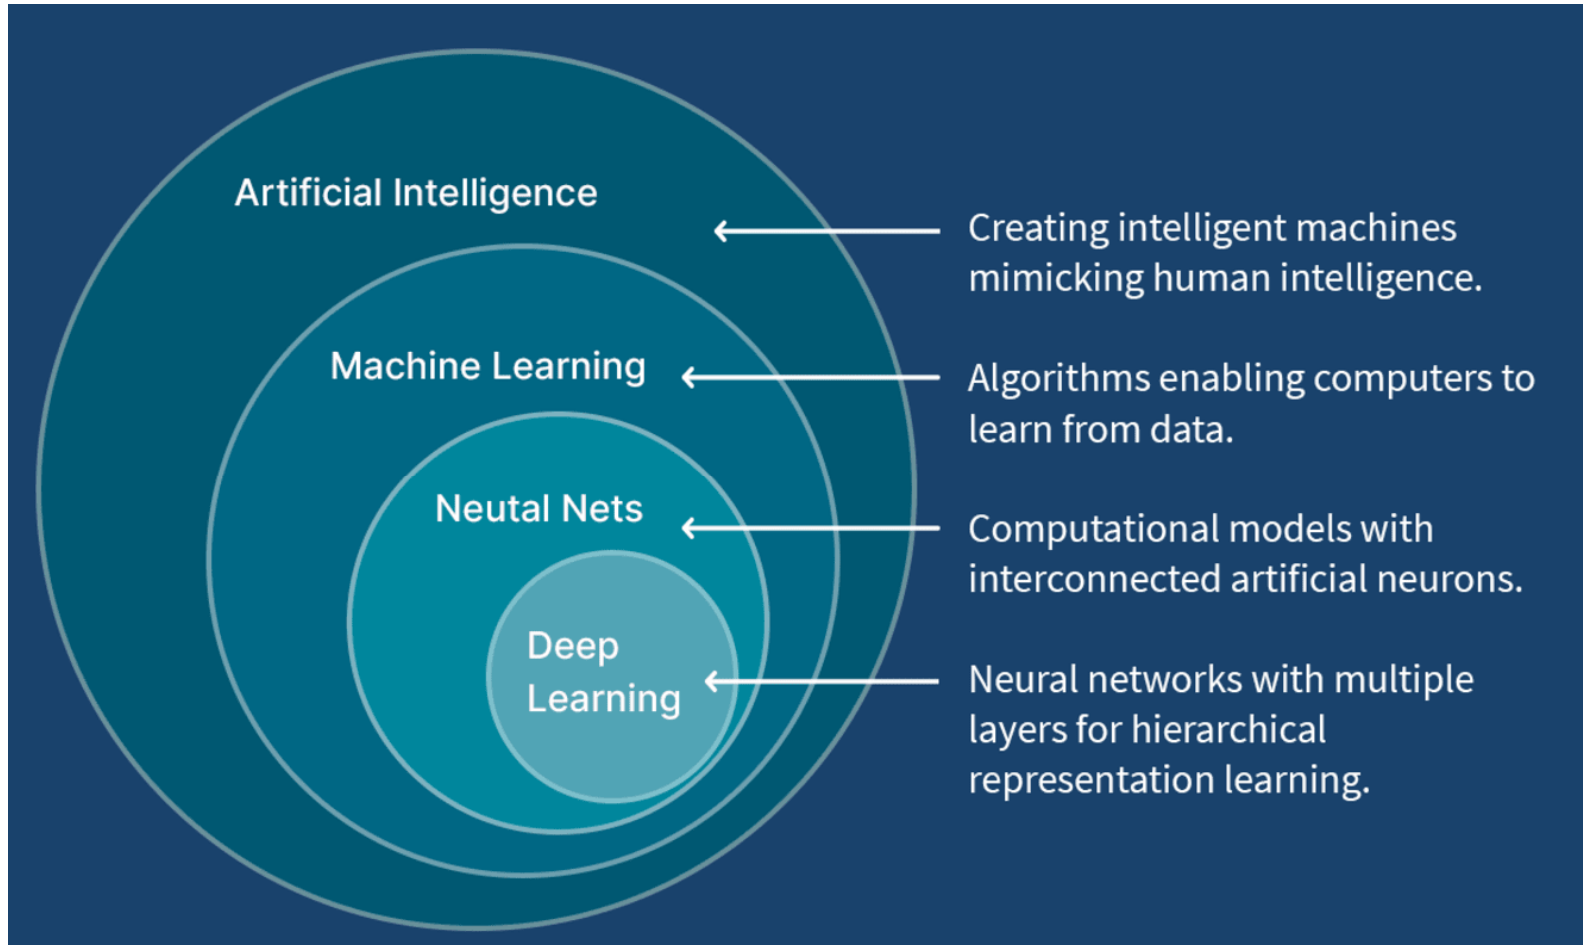 Artificial Intelligence
Creating intelligent machines
mimicking human intelligence.
Machine Learning
Algorithms enabling computers to
learn from data.
Neutal Nets
Computational models with
interconnected artificial neurons.
Deep
Learning
Neural networks with multiple
layers for hierarchical
representation learning.